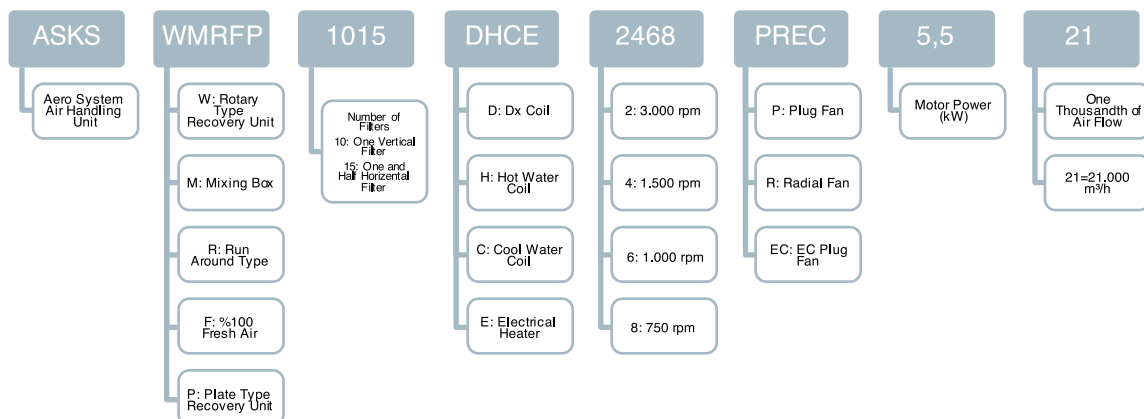 ASKS
Aero System
Air Handling
Unit
WMRFP
W: Rotary
Type
Recovery Unit
M: Mixing Box
R: Run
Around Type
F: %100
Fresh Air
P: Plate Type
Recovery Unit
1015
Number of
Filters
10: One Vertical
Filter
15: One and
Half Horizental
Filter
DHCE
D: Dx Coil
H: Hot Water
Coil
C: Cool Water
Coil
E: Electrical
Heater
2468
2: 3.000 rpm
4: 1.500 rpm
6: 1.000 rpm
8: 750 rpm
PREC
P: Plug Fan
R: Radial Fan
EC: EC Plug
Fan
5,5
Motor Power
(kW)
21
One
Thousandth of
Air Flow
21=21.000
m³/h